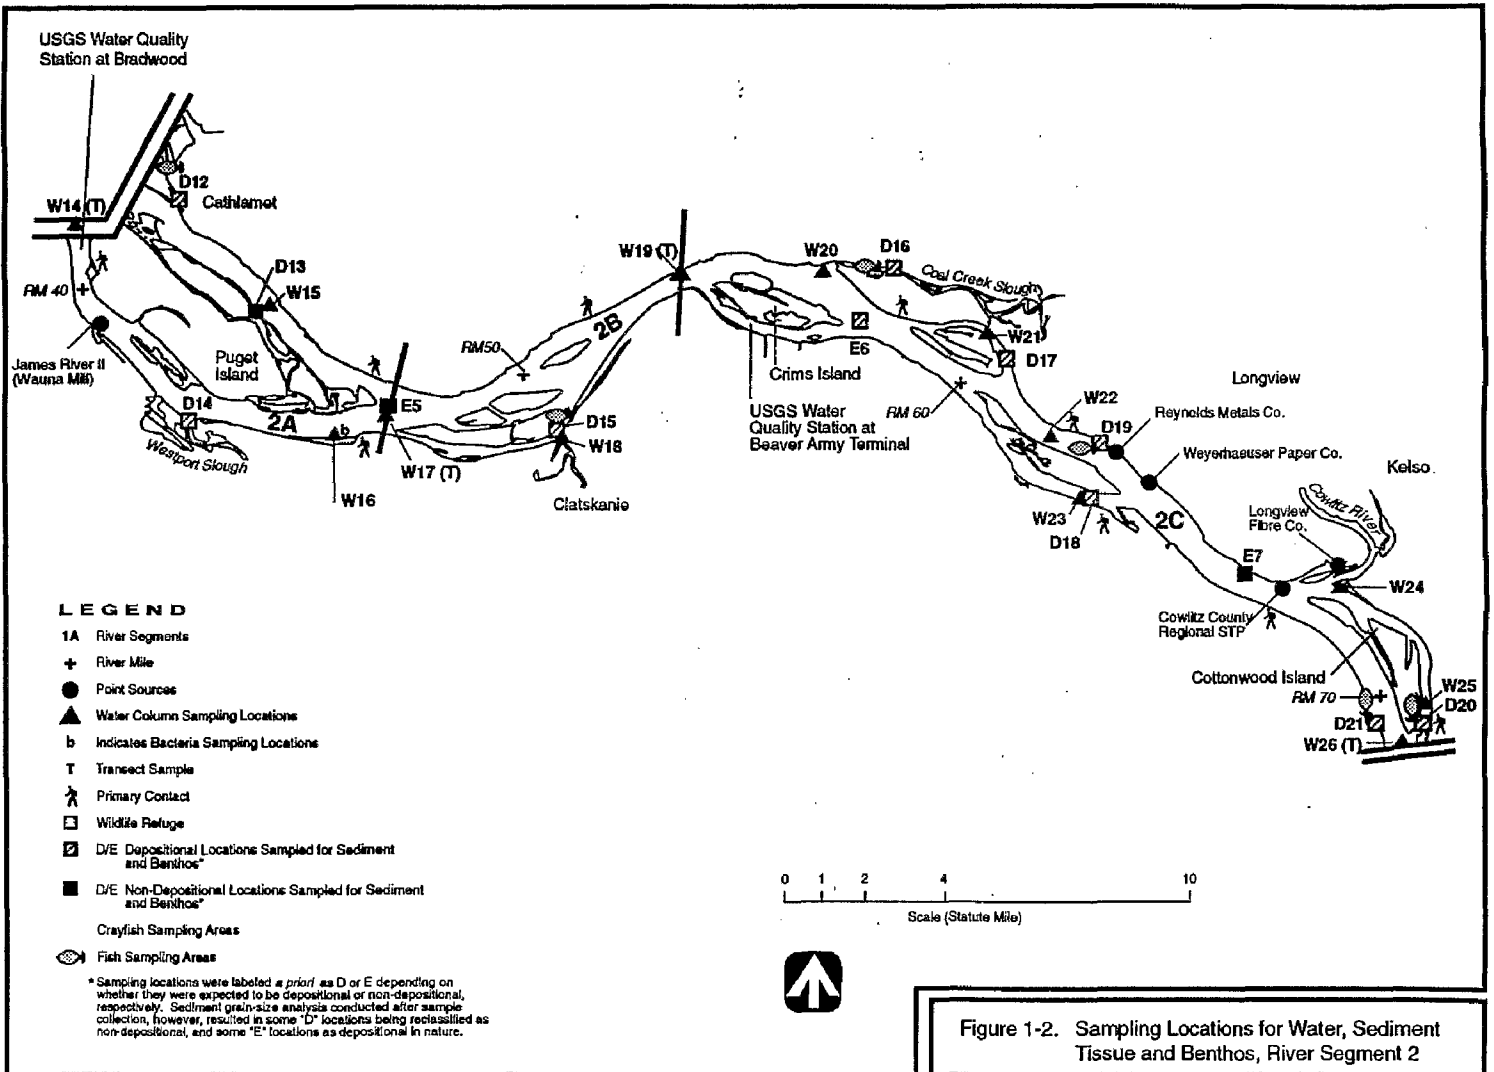 USGS Water Quality
Station at Bradwood
W14 (T)
D12
Cathlamet
RM 40
D13
W15
James River II
(Wauna Mill)
Puget
Island
D14
2A
b
Westport Slough
W16
E5
W17 (T)
RM50
2B
D15
W18
Clatskanie
W19 (T)
W20
D16
Coal Creek Slough
W21
D17
E6
Crims Island
USGS Water
Quality Station at
Beaver Army Terminal
RM 60
Longview
W22
Reynolds Metals Co.
D19
Weyerhaeuser Paper Co.
Kelso
Cowlitz River
W23
D18
2C
Longview
Fibre Co.
E7
W24
Cowlitz County
Regional STP
Cottonwood Island
RM 70
W25
D20
D21
W26 (T)
LEGEND
1A River Segments
+ River Mile
Point Sources
Water Column Sampling Locations
b Indicates Bacteria Sampling Locations
T Transect Sample
Primary Contact
Wildlife Refuge
D/E Depositional Locations Sampled for Sediment
and Benthos*
D/E Non-Depositional Locations Sampled for Sediment
and Benthos*
Crayfish Sampling Areas
Fish Sampling Areas
* Sampling locations were labeled a priori as D or E depending on
whether they were expected to be depositional or non-depositional,
respectively. Sediment grain-size analysis conducted after sample
collection, however, resulted in some "D" locations being reclassified as
non-depositional, and some "E" locations as depositional in nature.
0 1 2 4 10
Scale (Statute Mile)
Figure 1-2. Sampling Locations for Water, Sediment
Tissue and Benthos, River Segment 2